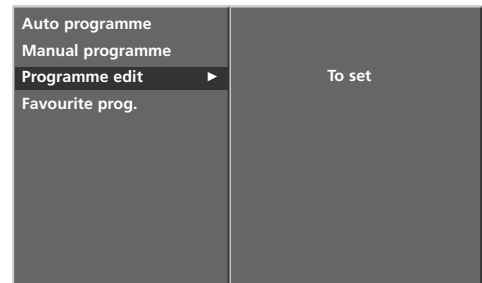 Auto programme
Manual programme
Programme edit ► To set
Favourite prog.